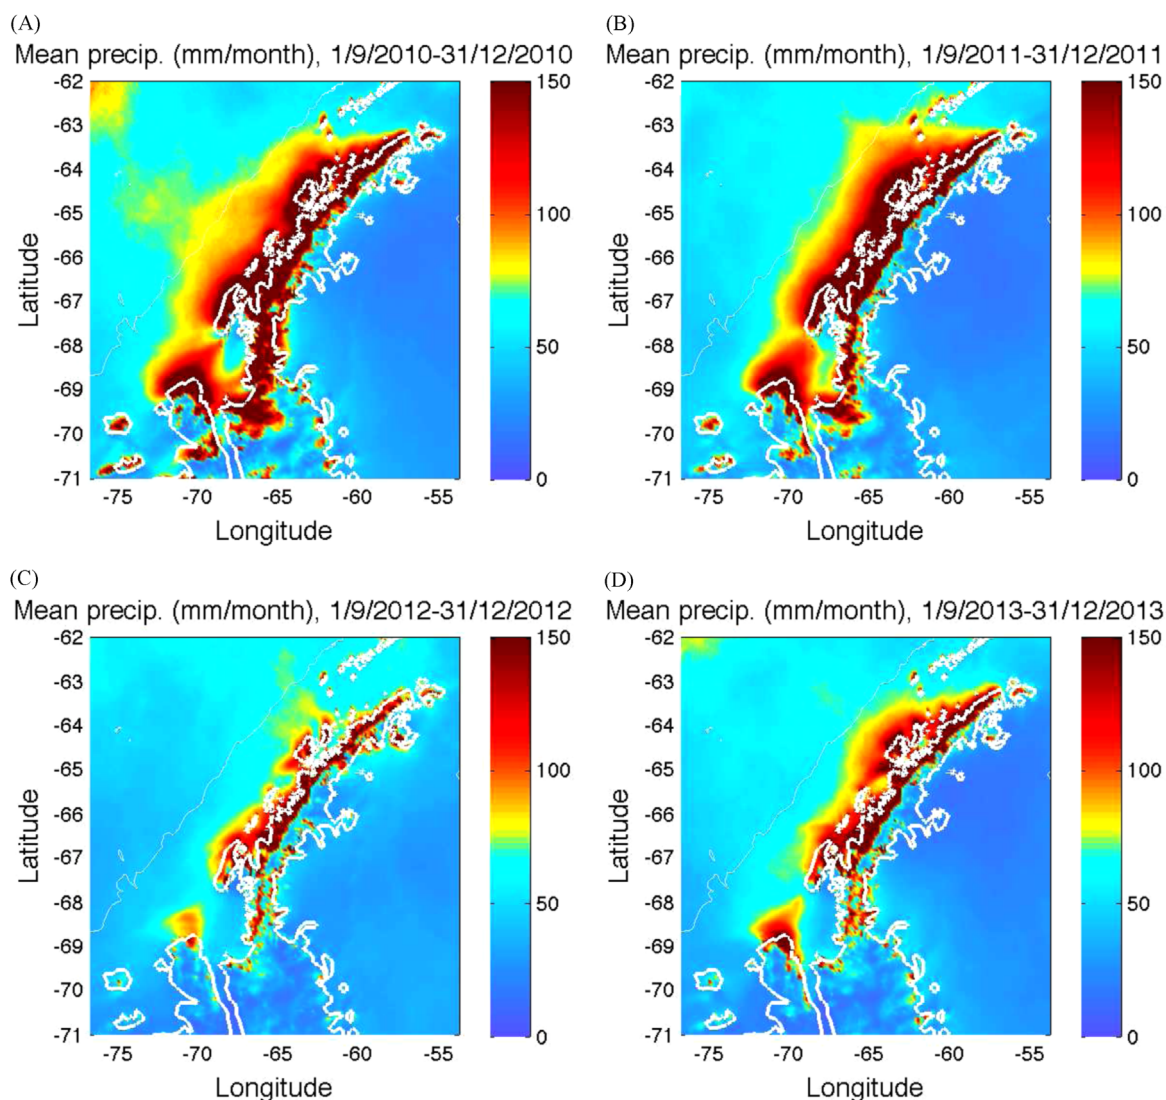 (A)
Mean precip. (mm/month), 1/9/2010-31/12/2010
-62
-63
-64
-65
-66
-67
-68
-69
-70
-71
Latitude
-75 -70 -65 -60 -55
Longitude
150
100
50
0
(B)
Mean precip. (mm/month), 1/9/2011-31/12/2011
-62
-63
-64
-65
-66
-67
-68
-69
-70
-71
Latitude
-75 -70 -65 -60 -55
Longitude
150
100
50
0
(C)
Mean precip. (mm/month), 1/9/2012-31/12/2012
-62
-63
-64
-65
-66
-67
-68
-69
-70
-71
Latitude
-75 -70 -65 -60 -55
Longitude
150
100
50
0
(D)
Mean precip. (mm/month), 1/9/2013-31/12/2013
-62
-63
-64
-65
-66
-67
-68
-69
-70
-71
Latitude
-75 -70 -65 -60 -55
Longitude
150
100
50
0